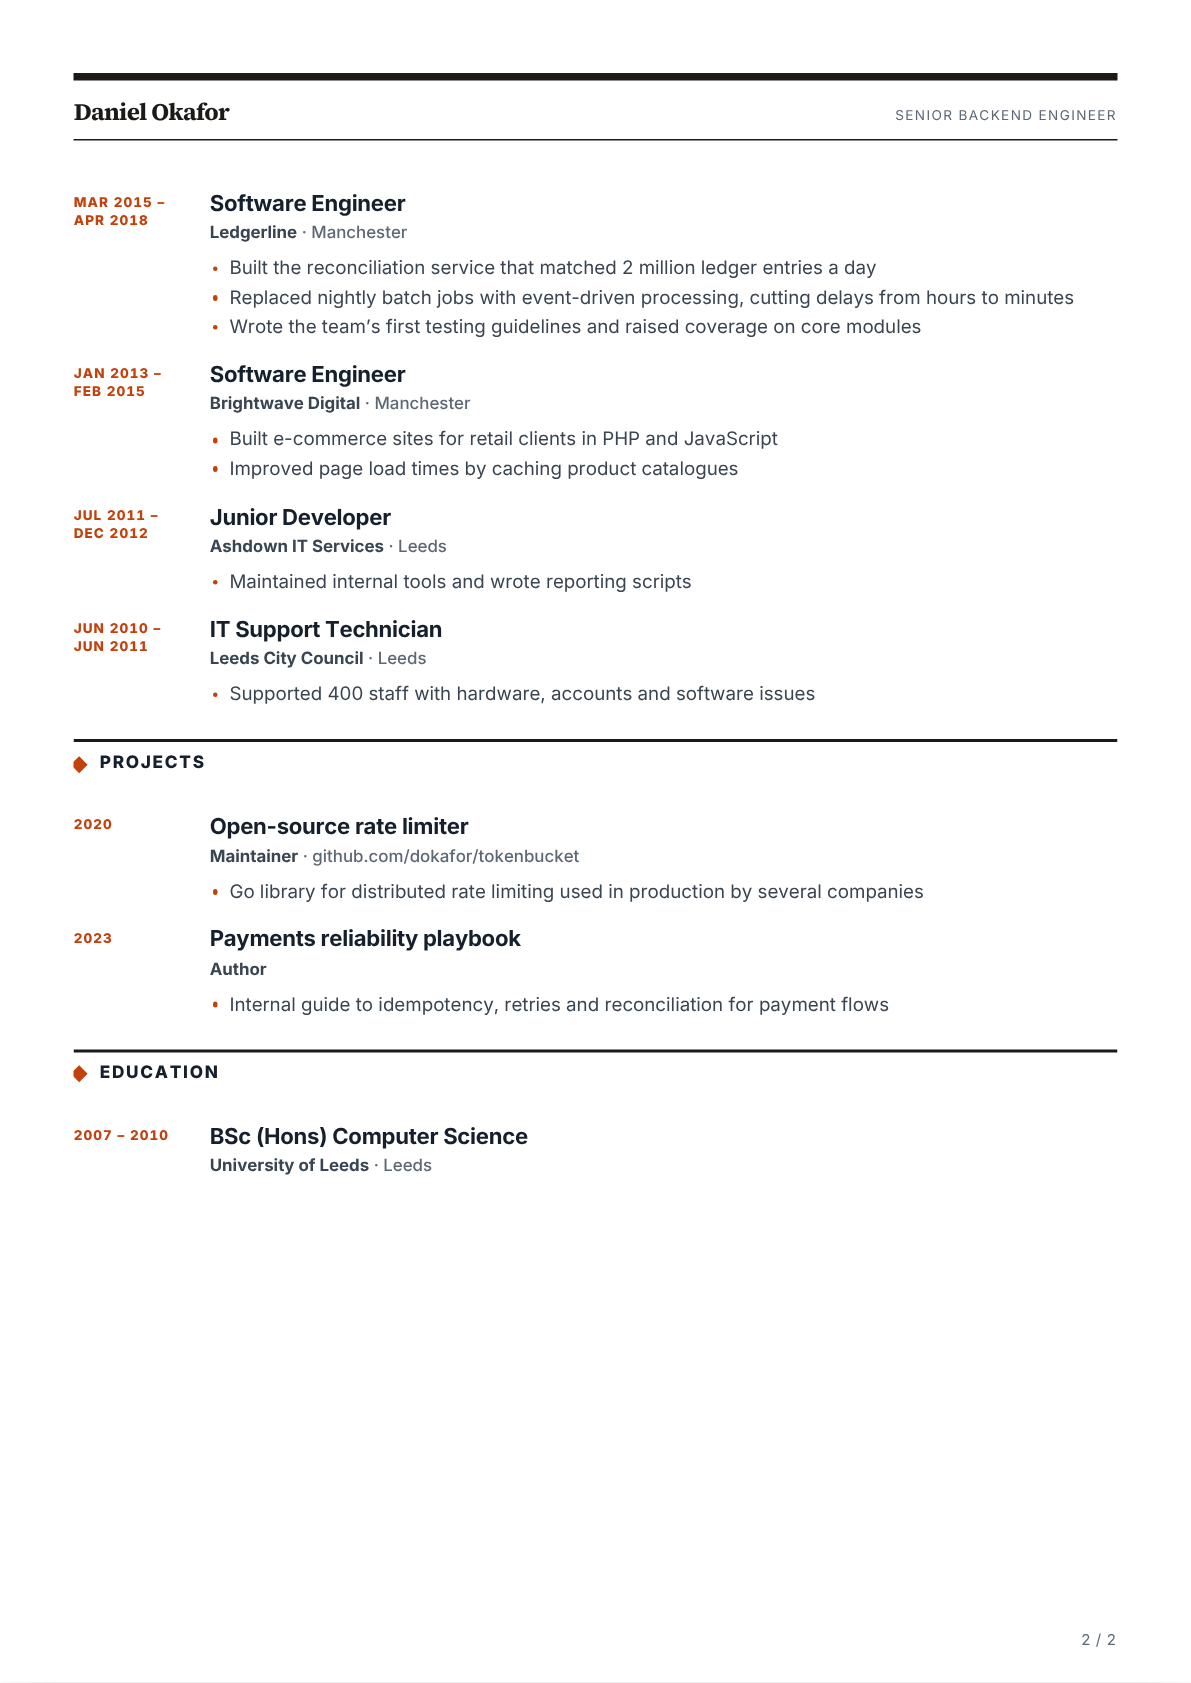 Daniel Okafor
SENIOR BACKEND ENGINEER
MAR 2015 –
APR 2018
Software Engineer
Ledgerline · Manchester
• Built the reconciliation service that matched 2 million ledger entries a day
• Replaced nightly batch jobs with event-driven processing, cutting delays from hours to minutes
• Wrote the team’s first testing guidelines and raised coverage on core modules
JAN 2013 –
FEB 2015
Software Engineer
Brightwave Digital · Manchester
• Built e-commerce sites for retail clients in PHP and JavaScript
• Improved page load times by caching product catalogues
JUL 2011 –
DEC 2012
Junior Developer
Ashdown IT Services · Leeds
• Maintained internal tools and wrote reporting scripts
JUN 2010 –
JUN 2011
IT Support Technician
Leeds City Council · Leeds
• Supported 400 staff with hardware, accounts and software issues
PROJECTS
2020
Open-source rate limiter
Maintainer · github.com/dokafor/tokenbucket
• Go library for distributed rate limiting used in production by several companies
2023
Payments reliability playbook
Author
• Internal guide to idempotency, retries and reconciliation for payment flows
EDUCATION
2007 – 2010
BSc (Hons) Computer Science
University of Leeds · Leeds
2 / 2